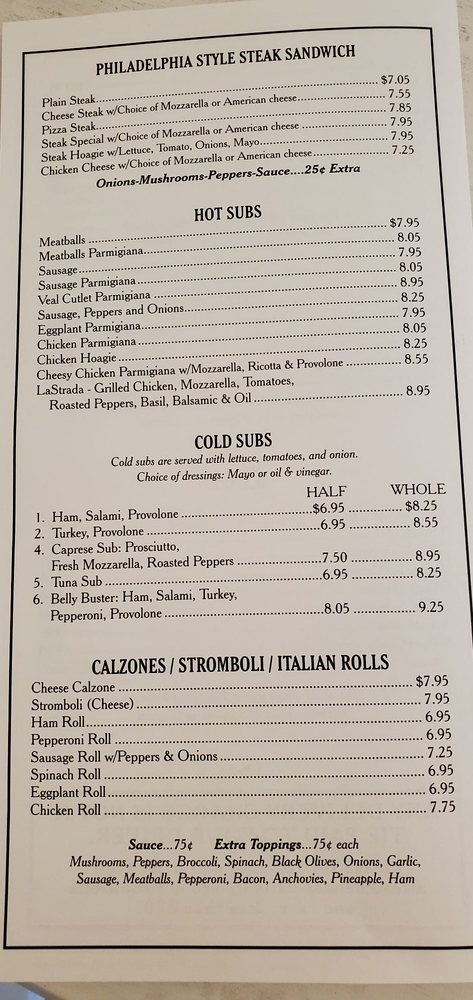 PHILADELPHIA STYLE STEAK SANDWICH
Plain Steak.......... $7.05
Cheese Steak w/Choice of Mozzarella or American cheese.......... 7.55
Pizza Steak.......... 7.85
Steak Special w/Choice of Mozzarella or American cheese .......... 7.95
Steak Hoagie w/Lettuce, Tomato, Onions, Mayo.......... 7.95
Chicken Cheese w/Choice of Mozzarella or American cheese.......... 7.25
Onions-Mushrooms-Peppers-Sauce....25¢ Extra
HOT SUBS
Meatballs .......... $7.95
Meatballs Parmigiana.......... 8.05
Sausage.......... 7.95
Sausage Parmigiana.......... 8.05
Veal Cutlet Parmigiana .......... 8.95
Sausage, Peppers and Onions.......... 8.25
Eggplant Parmigiana.......... 7.95
Chicken Parmigiana .......... 8.05
Chicken Hoagie .......... 8.25
Cheesy Chicken Parmigiana w/Mozzarella, Ricotta & Provolone .......... 8.55
LaStrada - Grilled Chicken, Mozzarella, Tomatoes,
Roasted Peppers, Basil, Balsamic & Oil .......... 8.95
COLD SUBS
Cold subs are served with lettuce, tomatoes, and onion.
Choice of dressings: Mayo or oil & vinegar.
HALF WHOLE
1. Ham, Salami, Provolone ..........$6.95 .......... $8.25
2. Turkey, Provolone ..........6.95 .......... 8.55
4. Caprese Sub: Prosciutto,
Fresh Mozzarella, Roasted Peppers ..........7.50 .......... 8.95
5. Tuna Sub ..........6.95 .......... 8.25
6. Belly Buster: Ham, Salami, Turkey,
Pepperoni, Provolone ..........8.05 .......... 9.25
CALZONES / STROMBOLI / ITALIAN ROLLS
Cheese Calzone .......... $7.95
Stromboli (Cheese) .......... 7.95
Ham Roll.......... 6.95
Pepperoni Roll .......... 6.95
Sausage Roll w/Peppers & Onions .......... 7.25
Spinach Roll .......... 6.95
Eggplant Roll.......... 6.95
Chicken Roll .......... 7.75
Sauce...75¢ Extra Toppings...75¢ each
Mushrooms, Peppers, Broccoli, Spinach, Black Olives, Onions, Garlic,
Sausage, Meatballs, Pepperoni, Bacon, Anchovies, Pineapple, Ham